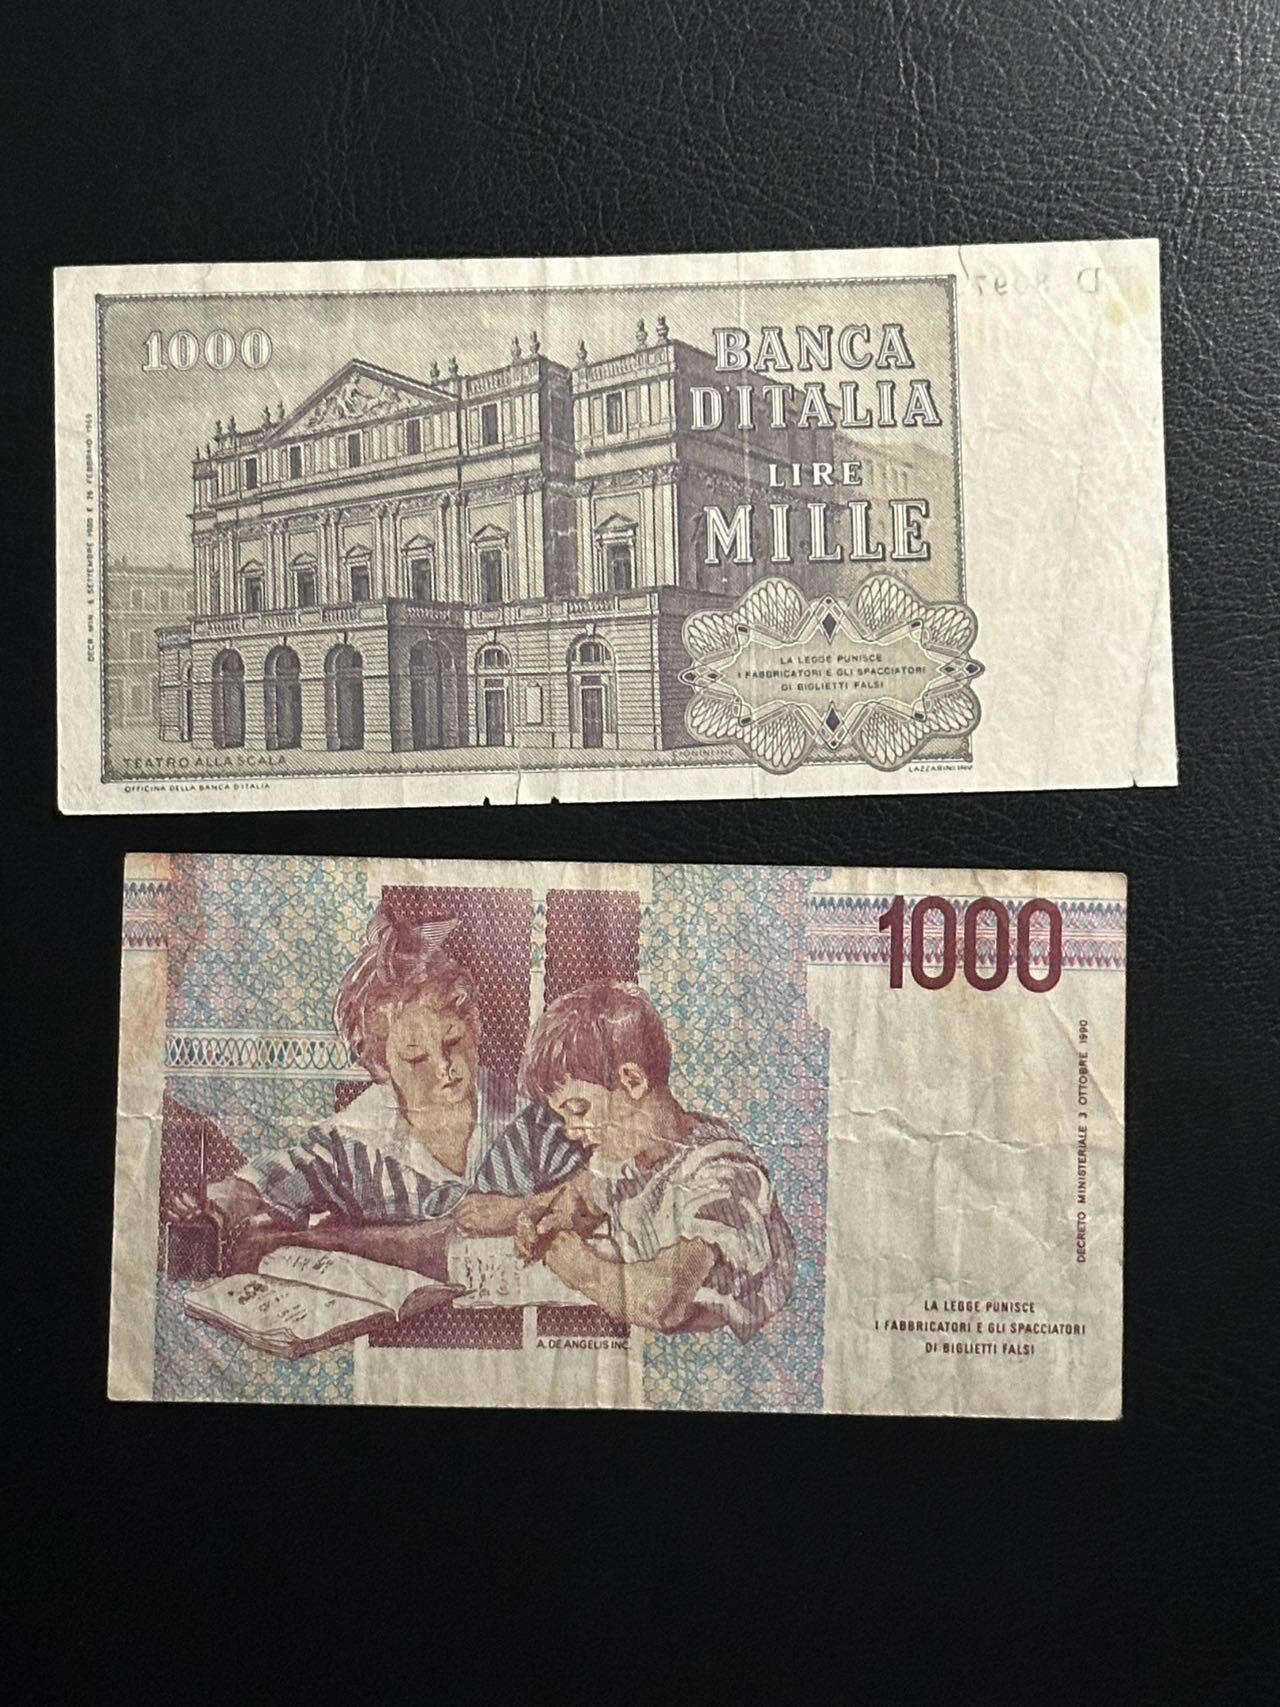 1000
BANCA
D'ITALIA
LIRE
MILLE
LA LEGGE PUNISCE
I FABBRICATORI E GLI SPACCIATORI
DI BIGLIETTI FALSI
TEATRO ALLA SCALA
OFFICINA DELLA BANCA D'ITALIA
LAZZARINI INV.
1000
DECRETO MINISTERIALE 3 OTTOBRE 1990
LA LEGGE PUNISCE
I FABBRICATORI E GLI SPACCIATORI
DI BIGLIETTI FALSI
A. DE ANGELIS INC.